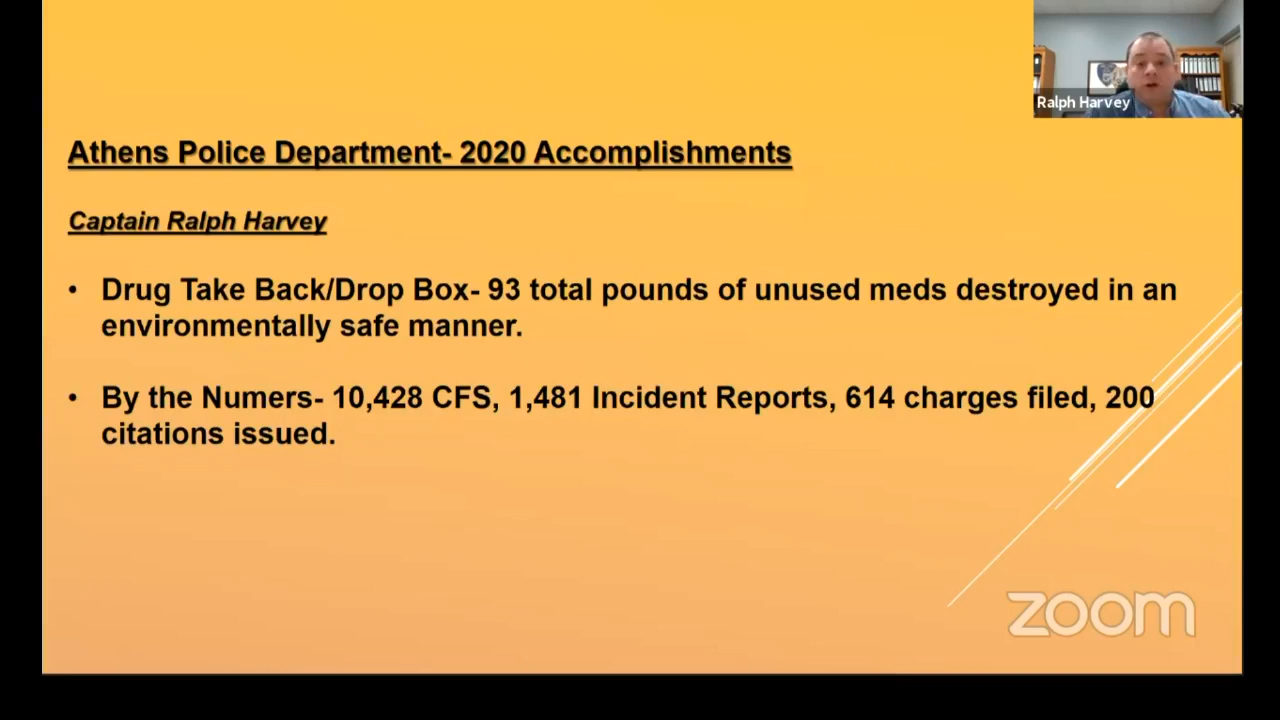 Ralph Harvey
Athens Police Department- 2020 Accomplishments
Captain Ralph Harvey
• Drug Take Back/Drop Box- 93 total pounds of unused meds destroyed in an
environmentally safe manner.
• By the Numers- 10,428 CFS, 1,481 Incident Reports, 614 charges filed, 200
citations issued.
zoom